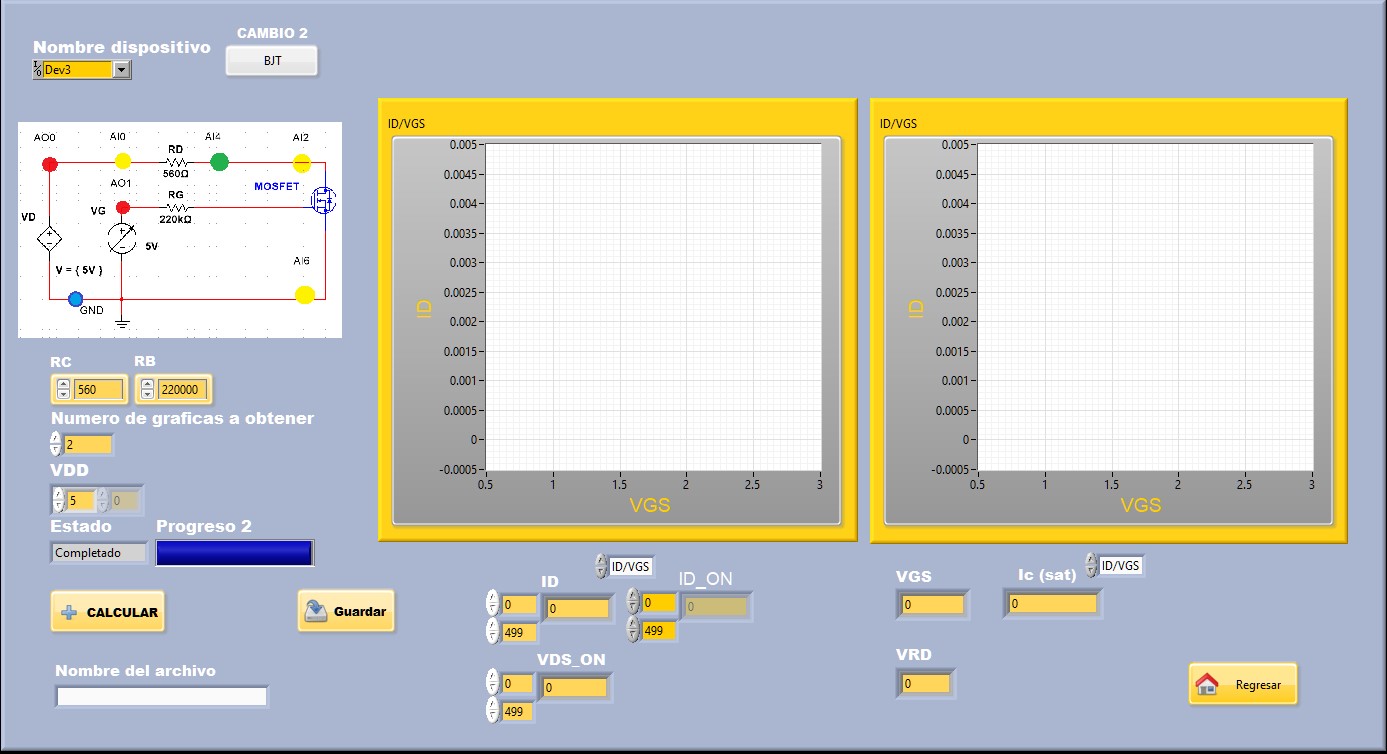 Nombre dispositivo
Dev3
CAMBIO 2
BJT
AO0
AI0
AI4
AI2
RD
560Ω
AO1
MOSFET
VG
RG
220kΩ
VD
5V
V = ( 5V )
AI6
GND
RC
RB
560
220000
Numero de graficas a obtener
2
VDD
5
0
Estado
Progreso 2
Completado
CALCULAR
Guardar
Nombre del archivo
ID/VGS
0.005
0.0045
0.004
0.0035
0.003
0.0025
0.002
0.0015
0.001
0.0005
0
-0.0005
ID
0.5
1
1.5
2
2.5
3
VGS
ID/VGS
0.005
0.0045
0.004
0.0035
0.003
0.0025
0.002
0.0015
0.001
0.0005
0
-0.0005
ID
0.5
1
1.5
2
2.5
3
VGS
ID/VGS
ID
ID_ON
0
0
0
0
499
499
VDS_ON
0
0
499
ID/VGS
VGS
Ic (sat)
0
0
VRD
0
Regresar